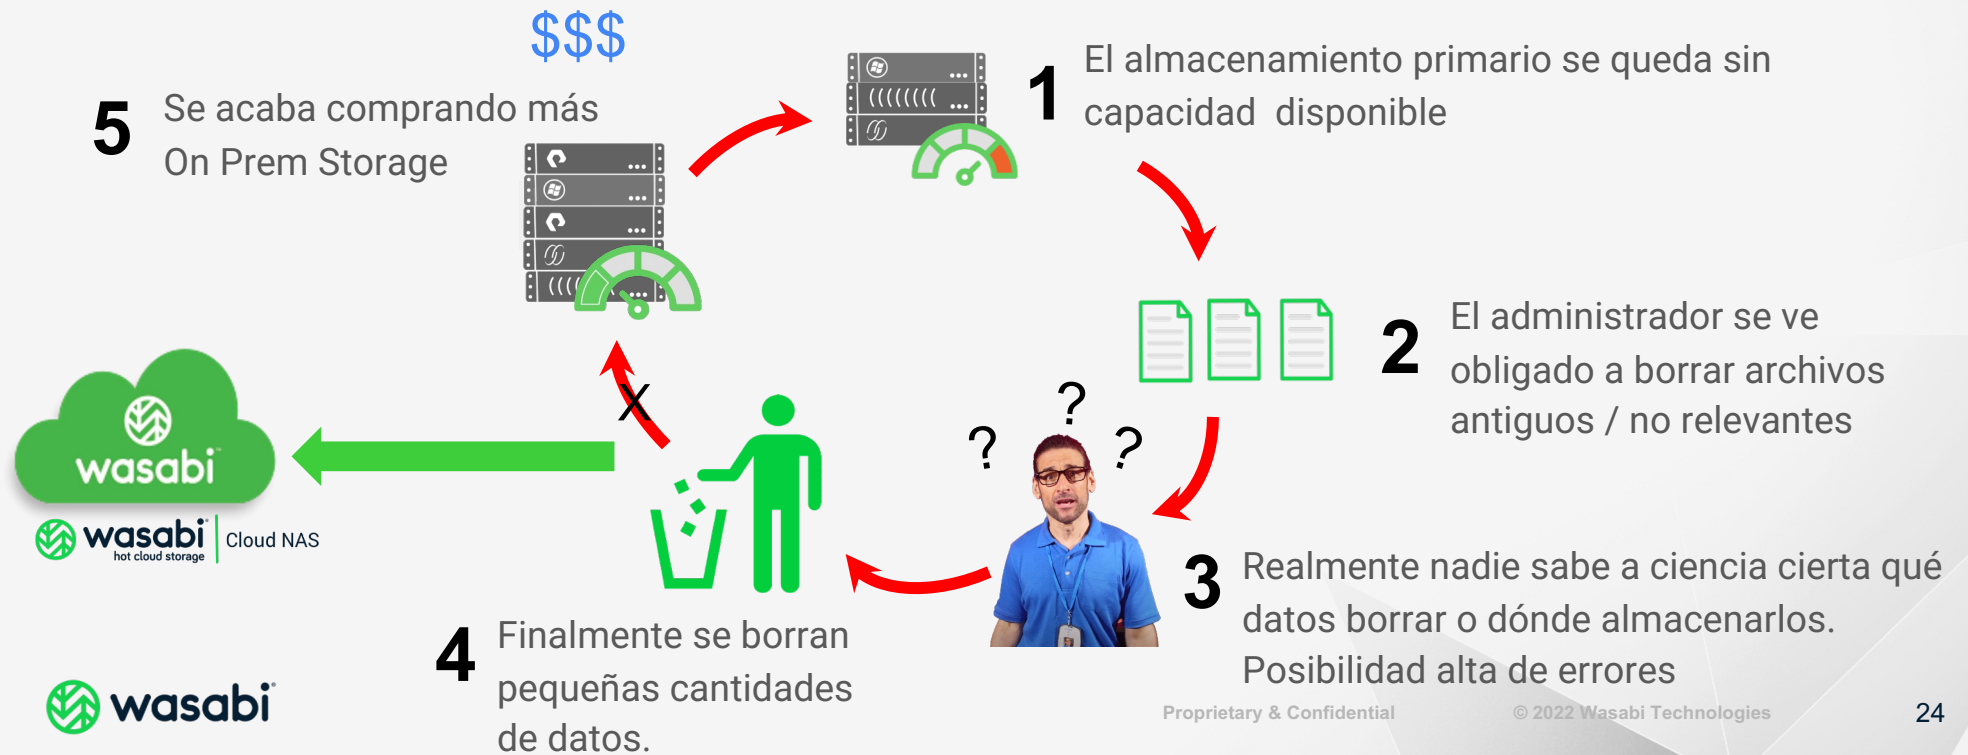 $$$
5
Se acaba comprando más
On Prem Storage
1
El almacenamiento primario se queda sin
capacidad disponible
2
El administrador se ve
obligado a borrar archivos
antiguos / no relevantes
? ? ?
X
wasabi
wasabi
hot cloud storage
Cloud NAS
3
Realmente nadie sabe a ciencia cierta qué
datos borrar o dónde almacenarlos.
Posibilidad alta de errores
4
Finalmente se borran
pequeñas cantidades
de datos.
wasabi
Proprietary & Confidential
© 2022 Wasabi Technologies
24